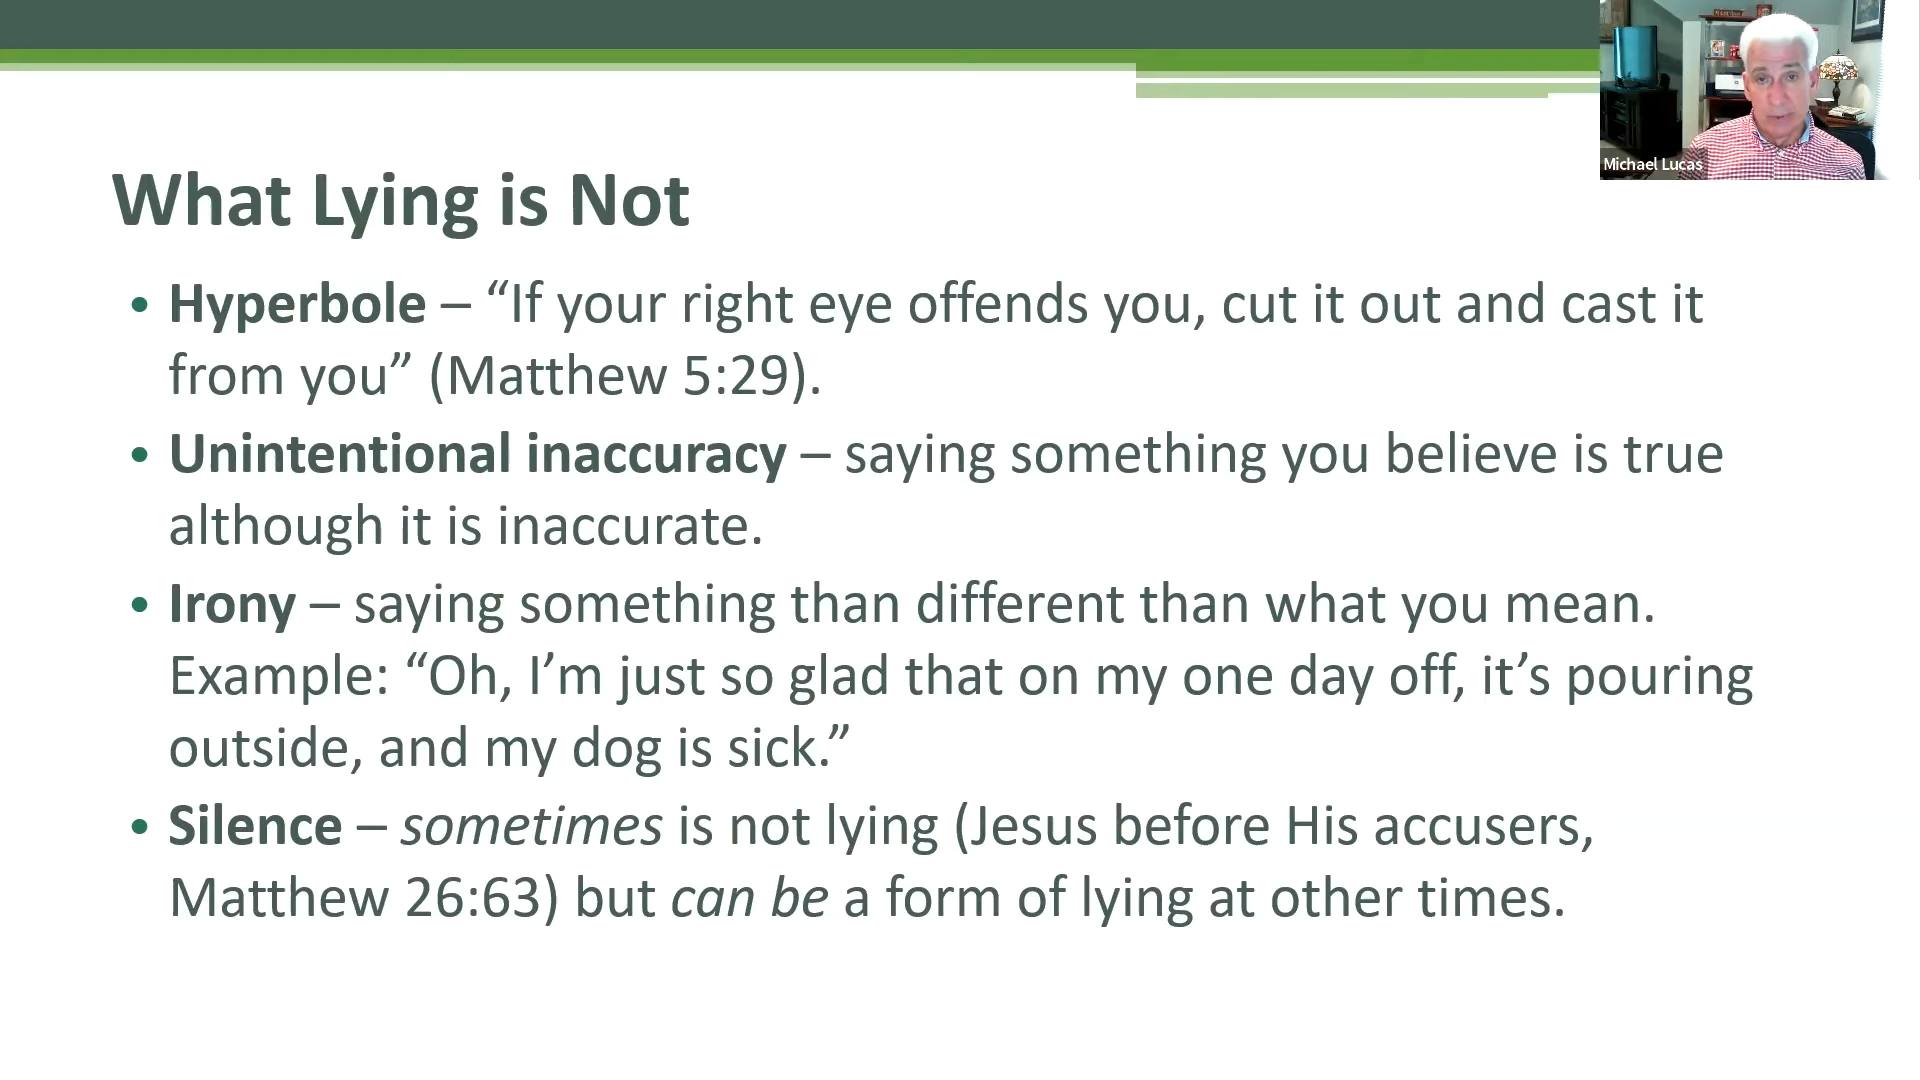 Michael Lucas
What Lying is Not
• Hyperbole – “If your right eye offends you, cut it out and cast it
from you” (Matthew 5:29).
• Unintentional inaccuracy – saying something you believe is true
although it is inaccurate.
• Irony – saying something than different than what you mean.
Example: “Oh, I’m just so glad that on my one day off, it’s pouring
outside, and my dog is sick.”
• Silence – sometimes is not lying (Jesus before His accusers,
Matthew 26:63) but can be a form of lying at other times.